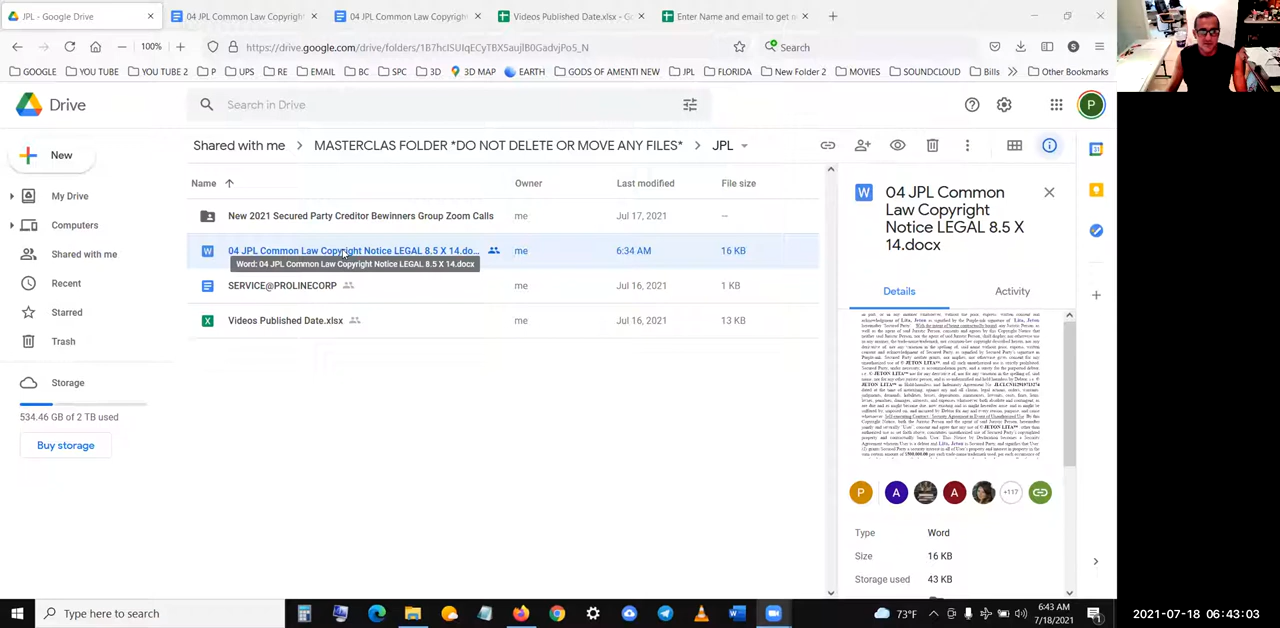 JPL - Google Drive
04 JPL Common Law Copyright
04 JPL Common Law Copyright
Videos Published Date.xlsx - Go
Enter Name and email to get n
100%
https://drive.google.com/drive/folders/1B7hcISUIqECyTBXSaujlB0GadvjPo5_N
Search
GOOGLE
YOU TUBE
YOU TUBE 2
P
UPS
RE
EMAIL
BC
SPC
3D
3D MAP
EARTH
GODS OF AMENTI NEW
JPL
FLORIDA
New Folder 2
MOVIES
SOUNDCLOUD
Bills
Other Bookmarks
Drive
Search in Drive
P
New
Shared with me
MASTERCLAS FOLDER *DO NOT DELETE OR MOVE ANY FILES*
JPL
My Drive
Computers
Shared with me
Recent
Starred
Trash
Storage
534.46 GB of 2 TB used
Buy storage
Name
Owner
Last modified
File size
New 2021 Secured Party Creditor Bewinners Group Zoom Calls
me
Jul 17, 2021
04 JPL Common Law Copyright Notice LEGAL 8.5 X 14.do...
me
6:34 AM
16 KB
Word: 04 JPL Common Law Copyright Notice LEGAL 8.5 X 14.docx
SERVICE@PROLINECORP
me
Jul 16, 2021
1 KB
Videos Published Date.xlsx
me
Jul 16, 2021
13 KB
04 JPL Common
Law Copyright
Notice LEGAL 8.5 X
14.docx
Details
Activity
P
A
A
+117
Type
Word
Size
16 KB
Storage used
43 KB
Type here to search
73°F
6:43 AM
7/18/2021
2021-07-18 06:43:03